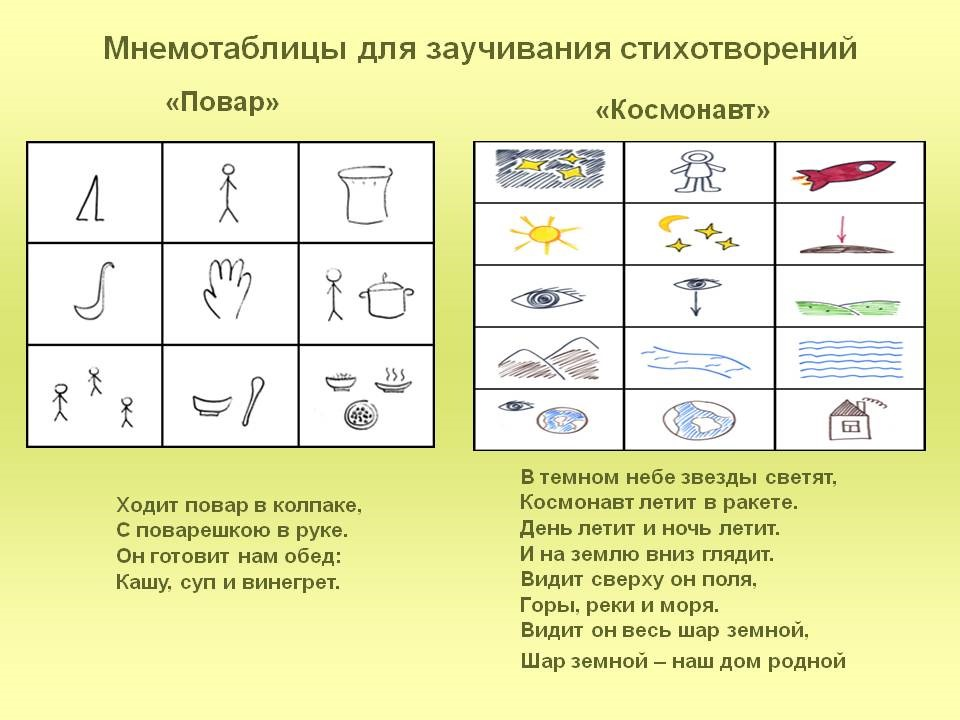 Мнемотаблицы для заучивания стихотворений
«Повар»
«Космонавт»
Ходит повар в колпаке,
С поварешкою в руке.
Он готовит нам обед:
Кашу, суп и винегрет.
В темном небе звезды светят,
Космонавт летит в ракете.
День летит и ночь летит.
И на землю вниз глядит.
Видит сверху он поля,
Горы, реки и моря.
Видит он весь шар земной,
Шар земной – наш дом родной